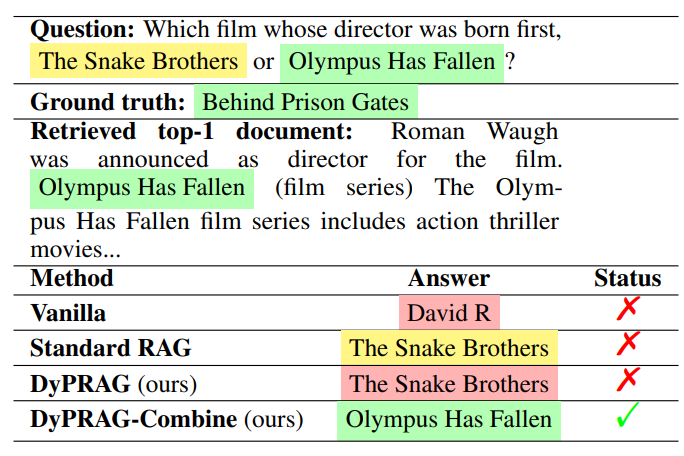 Question: Which film whose director was born first,
The Snake Brothers or Olympus Has Fallen ?
Ground truth: Behind Prison Gates
Retrieved top-1 document: Roman Waugh
was announced as director for the film.
Olympus Has Fallen (film series) The Olym-
pus Has Fallen film series includes action thriller
movies...
Method Answer Status
Vanilla David R ✗
Standard RAG The Snake Brothers ✗
DyPRAG (ours) The Snake Brothers ✗
DyPRAG-Combine (ours) Olympus Has Fallen ✓